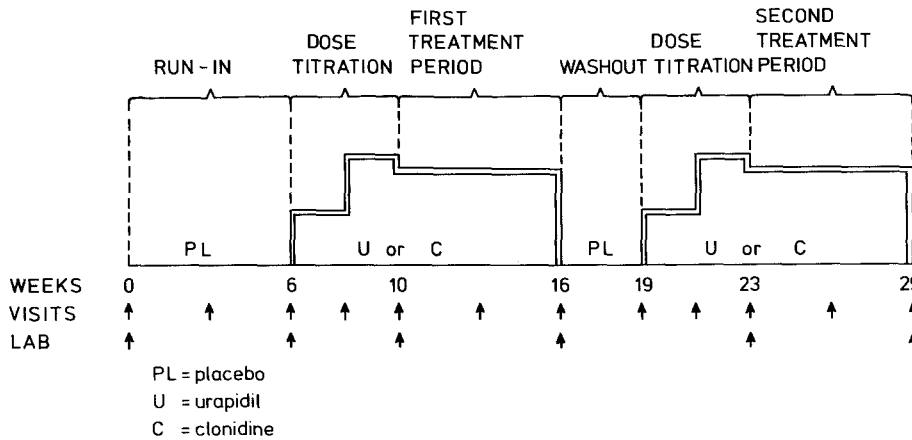 FIRST SECOND
DOSE TREATMENT DOSE TREATMENT
RUN-IN TITRATION PERIOD WASHOUT TITRATION PERIOD
PL U or C PL U or C
WEEKS 0 6 10 16 19 23 29
VISITS
LAB
PL = placebo
U = urapidil
C = clonidine